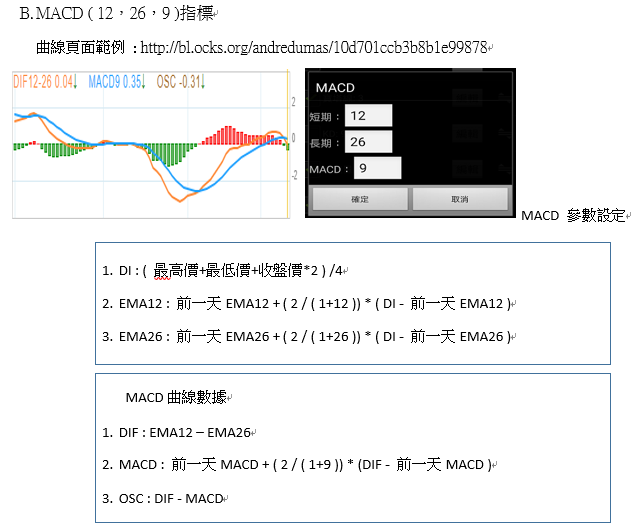 B. MACD ( 12，26，9 )指標
曲線頁面範例 : http://bl.ocks.org/andredumas/10d701ccb3b8b1e99878
DIF12-26 0.04↓ MACD9 0.35↓ OSC -0.31↓
2
0
-2
MACD
短期： 12
長期： 26
MACD： 9
確定 取消
MACD 參數設定
1. DI : ( 最高價+最低價+收盤價*2 ) /4
2. EMA12 : 前一天 EMA12 + ( 2 / ( 1+12 )) * ( DI - 前一天 EMA12 )
3. EMA26 : 前一天 EMA26 + ( 2 / ( 1+26 )) * ( DI - 前一天 EMA26 )
MACD 曲線數據
1. DIF : EMA12 – EMA26
2. MACD : 前一天 MACD + ( 2 / ( 1+9 )) * (DIF - 前一天 MACD )
3. OSC : DIF - MACD